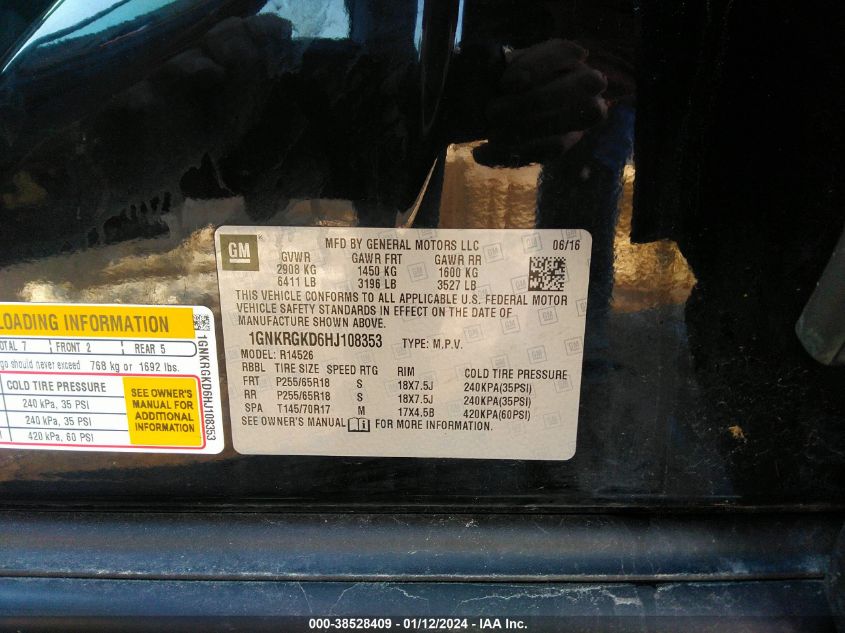 GM
MFD BY GENERAL MOTORS LLC 06/16
GVWR GAWR FRT GAWR RR
2908 KG 1450 KG 1600 KG
6411 LB 3196 LB 3527 LB
THIS VEHICLE CONFORMS TO ALL APPLICABLE U.S. FEDERAL MOTOR
VEHICLE SAFETY STANDARDS IN EFFECT ON THE DATE OF
MANUFACTURE SHOWN ABOVE.
1GNKRGKD6HJ108353 TYPE: M.P.V.
MODEL: R14526
RBBL TIRE SIZE SPEED RTG RIM COLD TIRE PRESSURE
FRT P255/65R18 S 18X7.5J 240KPA(35PSI)
RR P255/65R18 S 18X7.5J 240KPA(35PSI)
SPA T145/70R17 M 17X4.5B 420KPA(60PSI)
SEE OWNER'S MANUAL FOR MORE INFORMATION.
LOADING INFORMATION
TOTAL 7 FRONT 2 REAR 5
should never exceed 768 kg or 1692 lbs.
COLD TIRE PRESSURE
240 kPa, 35 PSI
240 kPa, 35 PSI
420 kPa, 60 PSI
SEE OWNER'S
MANUAL FOR
ADDITIONAL
INFORMATION
1GNKRGKD6HJ108353
000-38528409 - 01/12/2024 - IAA Inc.